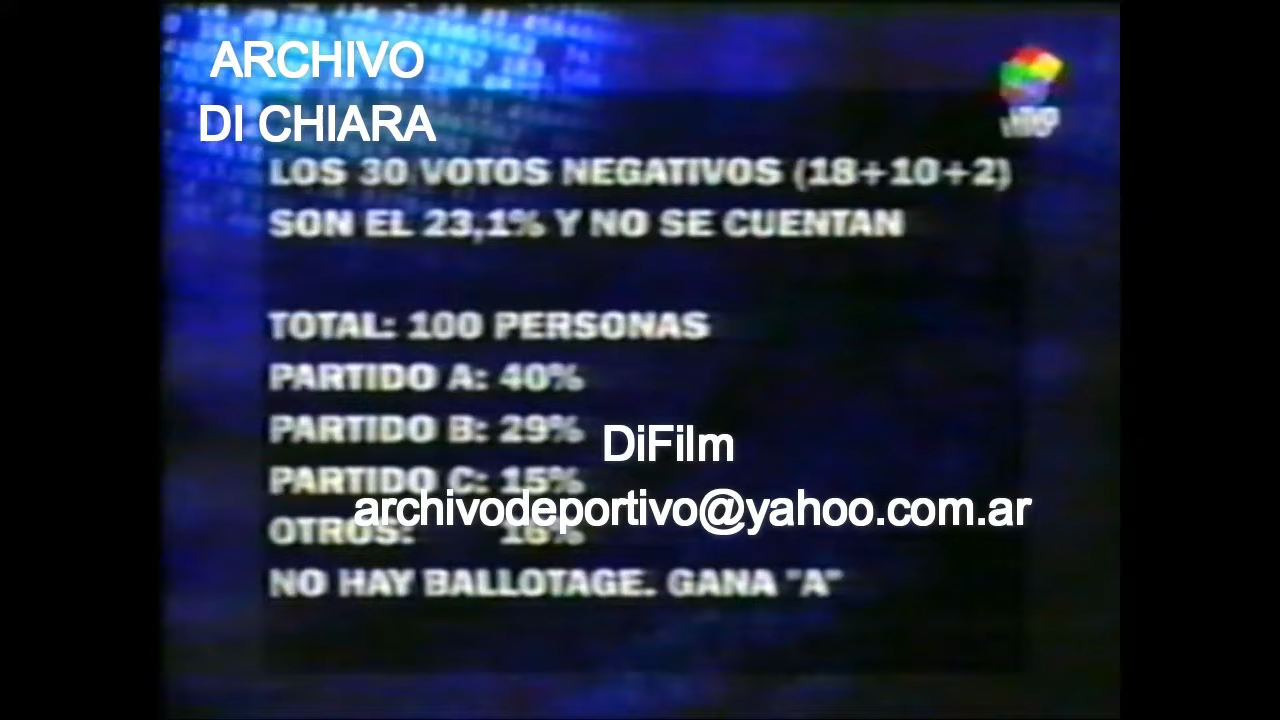 ARCHIVO
DI CHIARA
LOS 30 VOTOS NEGATIVOS (18+10+2)
SON EL 23,1% Y NO SE CUENTAN
TOTAL: 100 PERSONAS
PARTIDO A: 40%
PARTIDO B: 29%
DiFilm
PARTIDO C: 15%
archivodeportivo@yahoo.com.ar
OTROS: 16%
NO HAY BALLOTAGE. GANA "A"